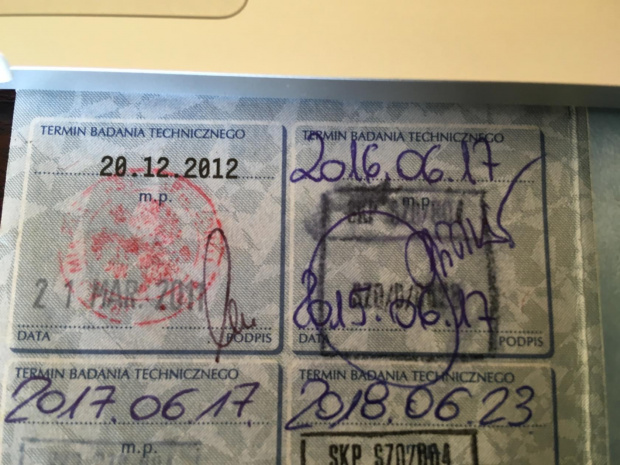 TERMIN BADANIA TECHNICZNEGO
20.12.2012
m.p.
21 MAR. 2011
DATA PODPIS
TERMIN BADANIA TECHNICZNEGO
2016.06.17
m.p.
SKP
2015.06.17
DATA PODPIS
TERMIN BADANIA TECHNICZNEGO
2017.06.17.
m.p.
TERMIN BADANIA TECHNICZNEGO
2018.06.23
SKP